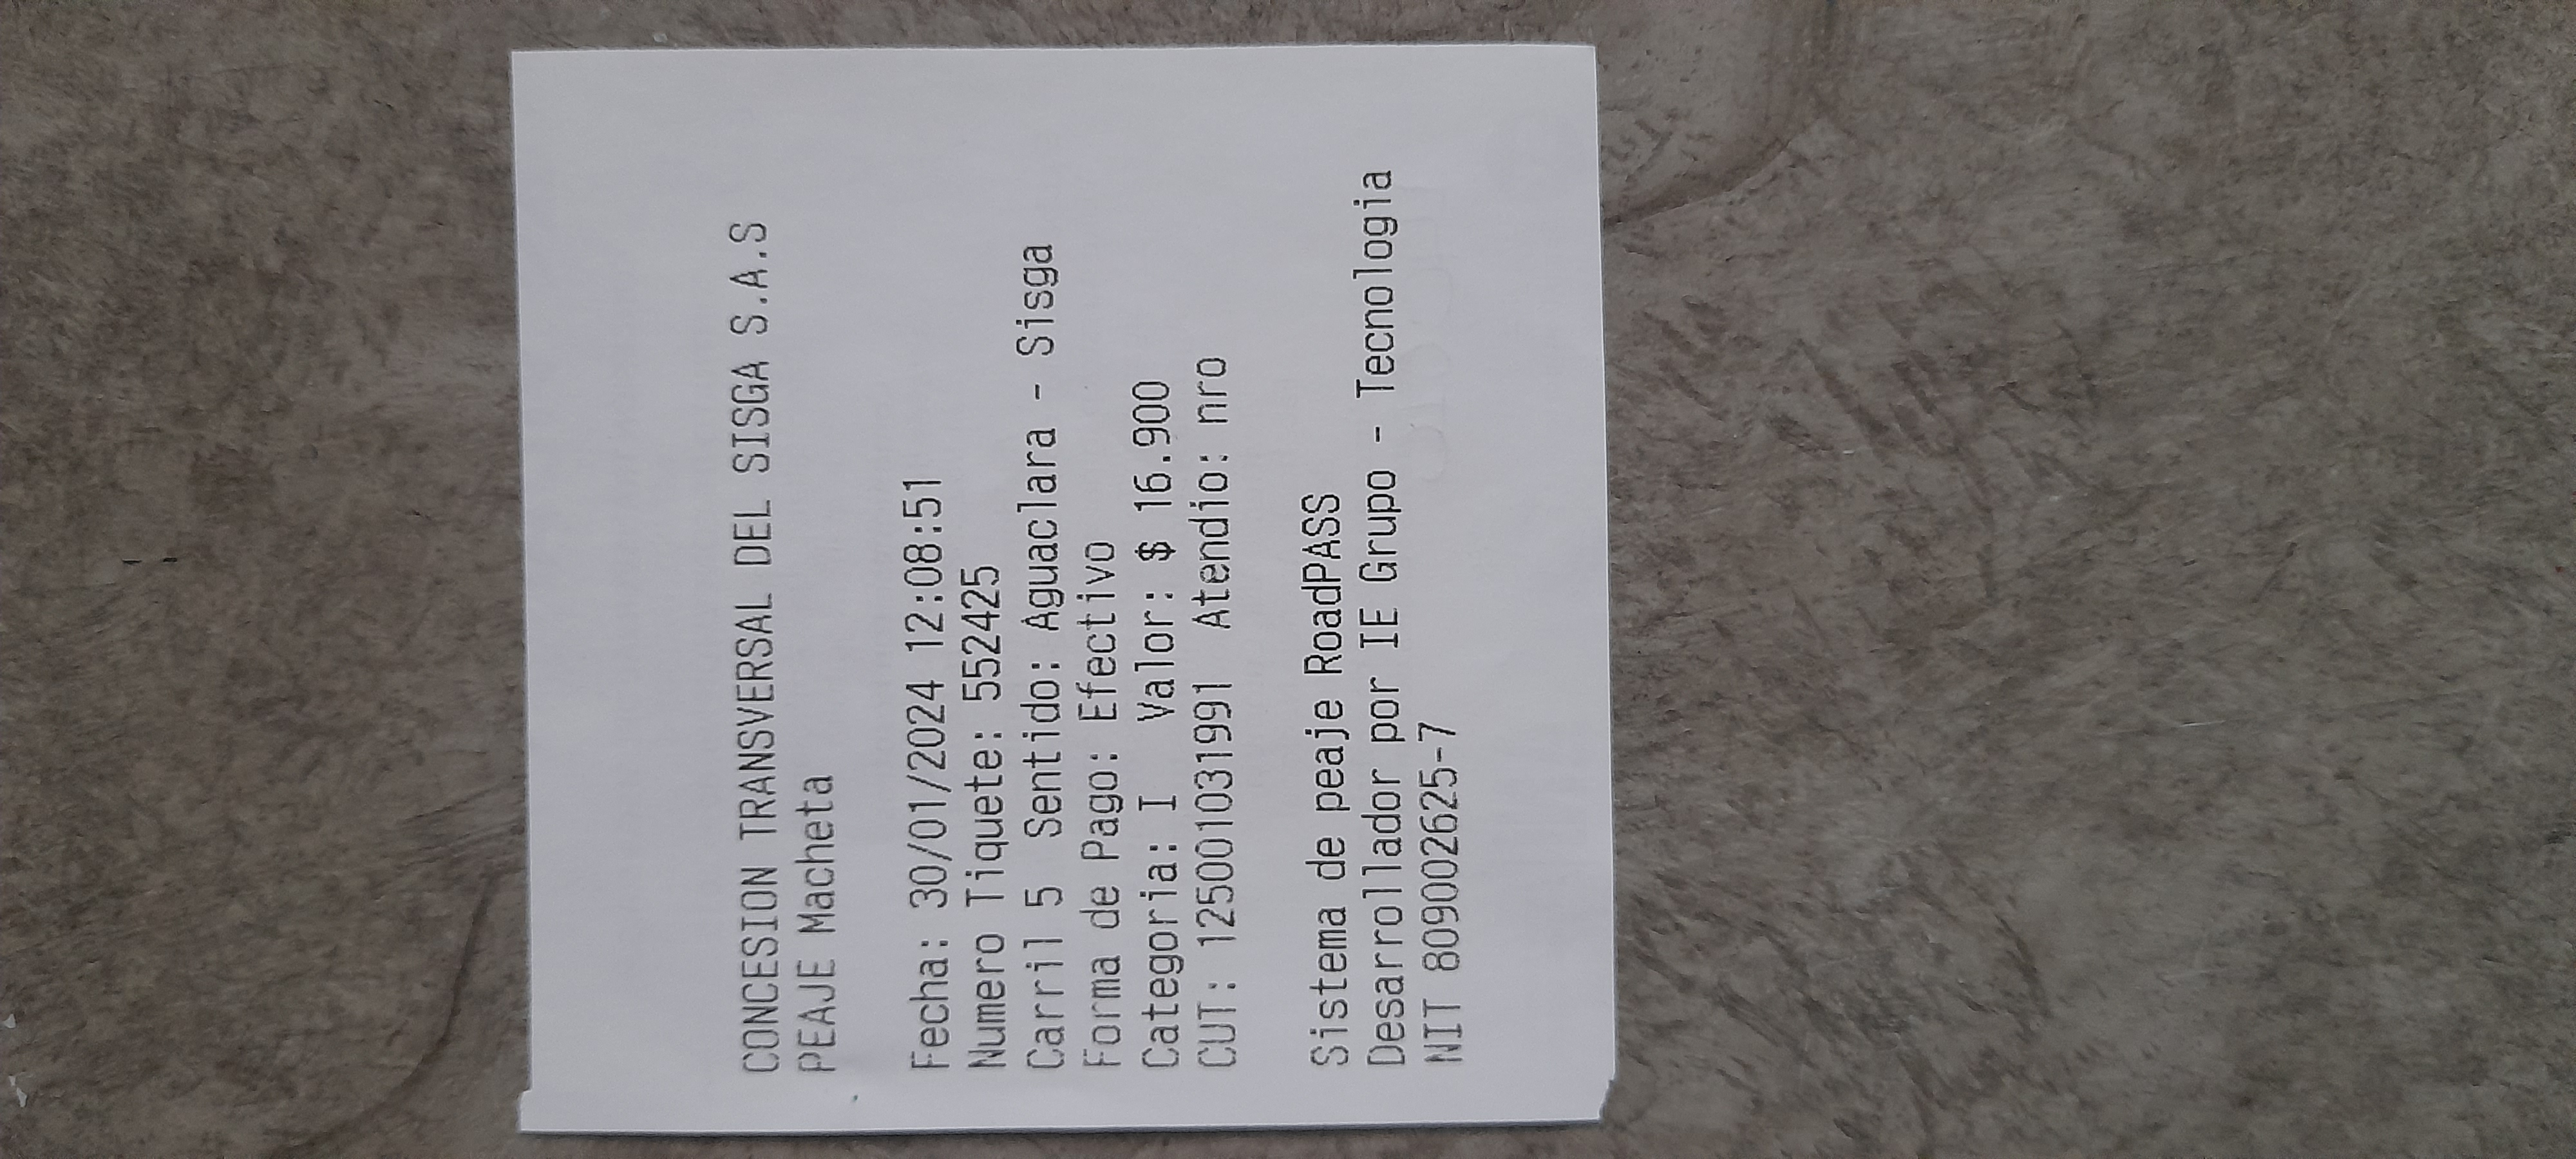 CONCESION TRANSVERSAL DEL SISGA S.A.S
PEAJE Macheta
Fecha: 30/01/2024 12:08:51
Numero Tiquete: 552425
Carril 5 Sentido: Aguaclara - Sisga
Forma de Pago: Efectivo
Categoria: I Valor: $ 16.900
CUT: 1250010319991 Atendio: nro
Sistema de peaje RoadPASS
Desarrollador por IE Grupo - Tecnologia
NIT 809002625-7